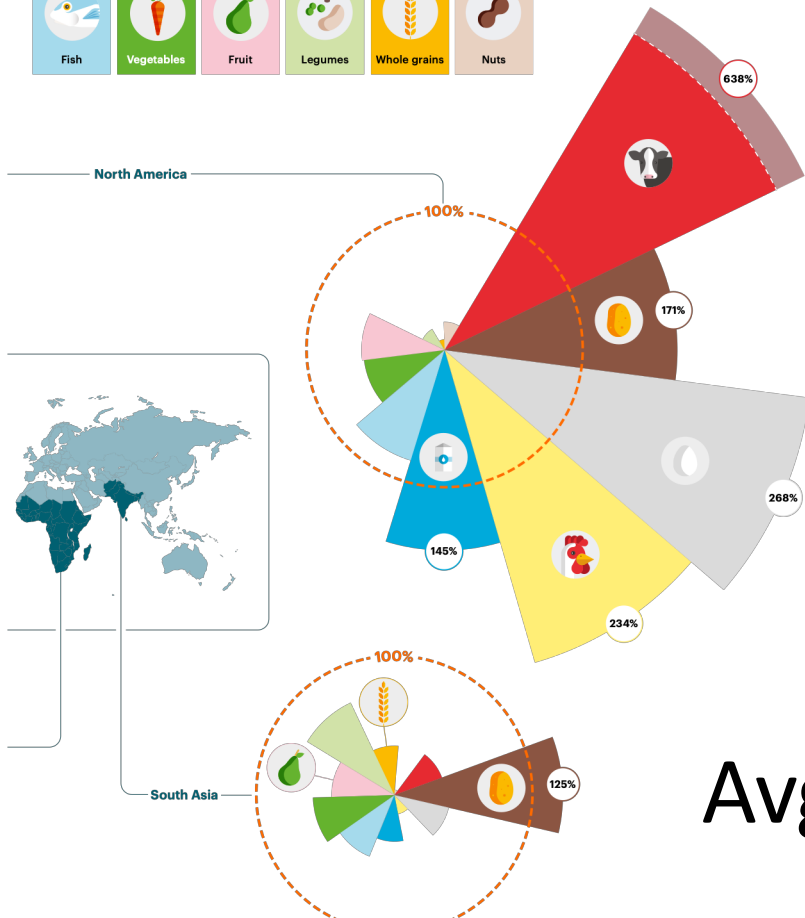 Fish
Vegetables
Fruit
Legumes
Whole grains
Nuts
638%
North America
100%
171%
268%
145%
234%
100%
South Asia
125%
Avg